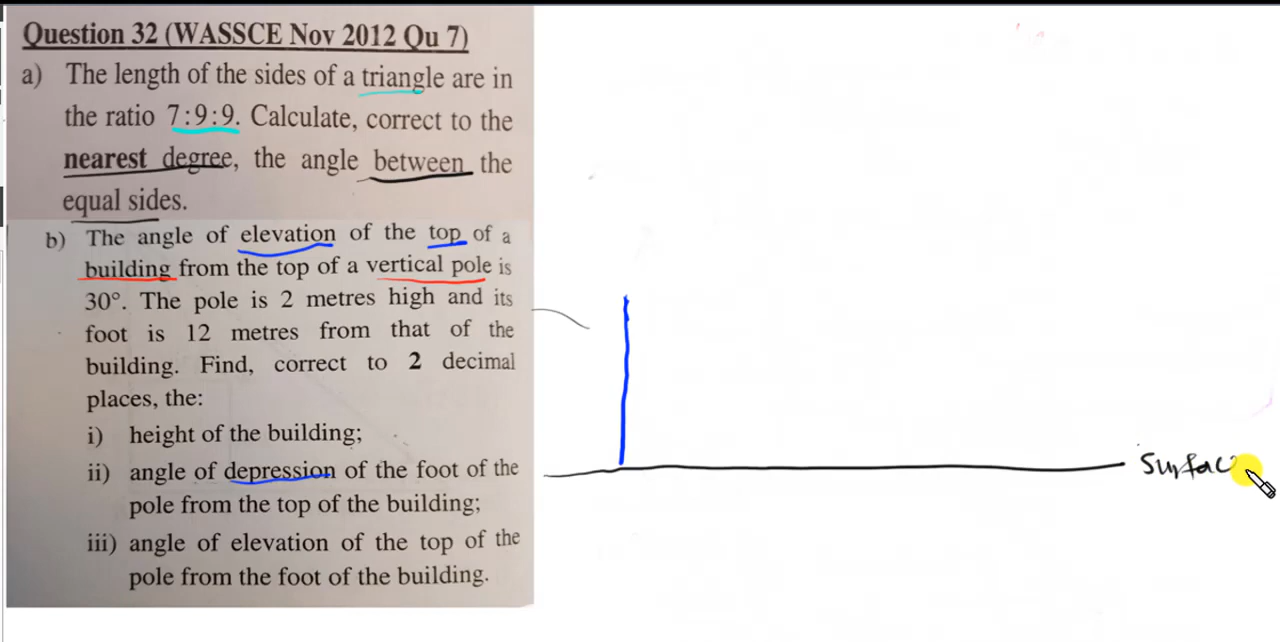 Question 32 (WASSCE Nov 2012 Qu 7)
a) The length of the sides of a triangle are in
the ratio 7:9:9. Calculate, correct to the
nearest degree, the angle between the
equal sides.
b) The angle of elevation of the top of a
building from the top of a vertical pole is
30°. The pole is 2 metres high and its
foot is 12 metres from that of the
building. Find, correct to 2 decimal
places, the:
i) height of the building;
ii) angle of depression of the foot of the
pole from the top of the building;
iii) angle of elevation of the top of the
pole from the foot of the building.
Surfac